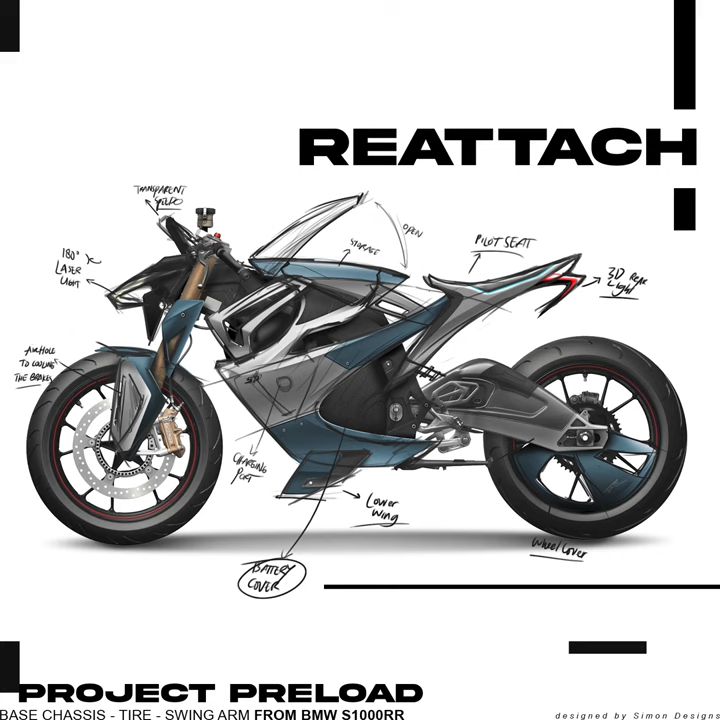 REATTACH
TRANSPARENT
SPEEDO
OPEN
STORAGE
PILOT SEAT
180°
LASER
LIGHT
3D REAR
Light
AIRHOLE
TO COOLING
THE BRAKES
CHARGING
PORT
Lower
Wing
Wheel Cover
BATTERY
COVER
PROJECT PRELOAD
BASE CHASSIS - TIRE - SWING ARM FROM BMW S1000RR
designed by Simon Designs